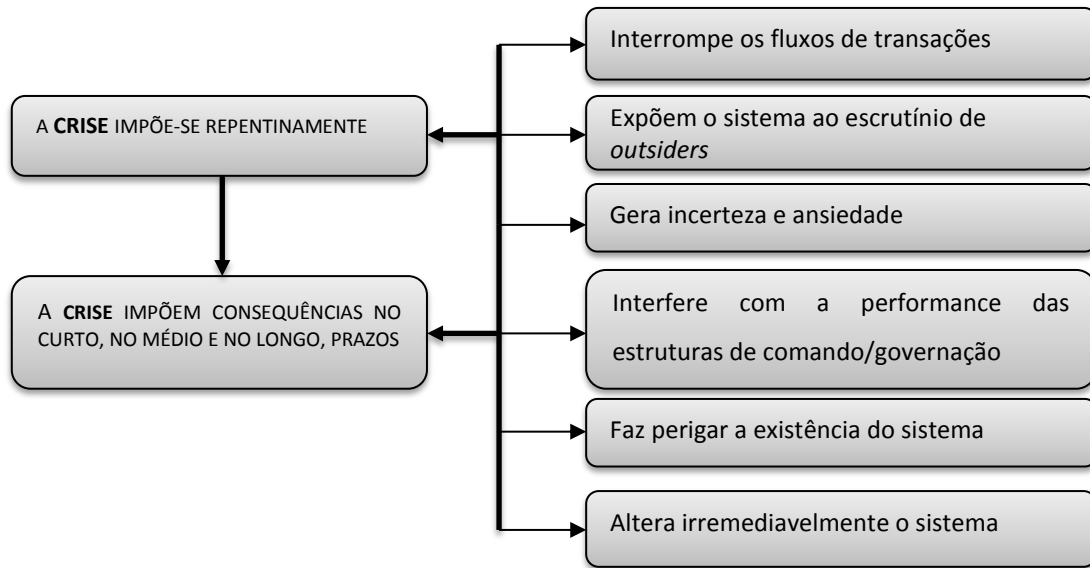 A CRISE IMPÕE-SE REPENTINAMENTE
A CRISE IMPÕEM CONSEQUÊNCIAS NO
CURTO, NO MÉDIO E NO LONGO, PRAZOS
Interrompe os fluxos de transações
Expõem o sistema ao escrutínio de
outsiders
Gera incerteza e ansiedade
Interfere com a performance das
estruturas de comando/governação
Faz perigar a existência do sistema
Altera irremediavelmente o sistema